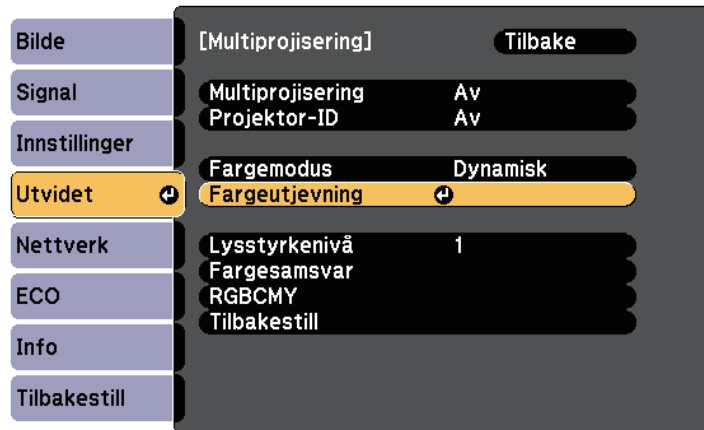 Bilde
Signal
Innstillinger
Utvidet
Nettverk
ECO
Info
Tilbakestill
[Multiprojisering] Tilbake
Multiprojisering Av
Projektor-ID Av
Fargemodus Dynamisk
Fargeutjevning
Lysstyrkenivå 1
Fargesamsvar
RGBCMY
Tilbakestill